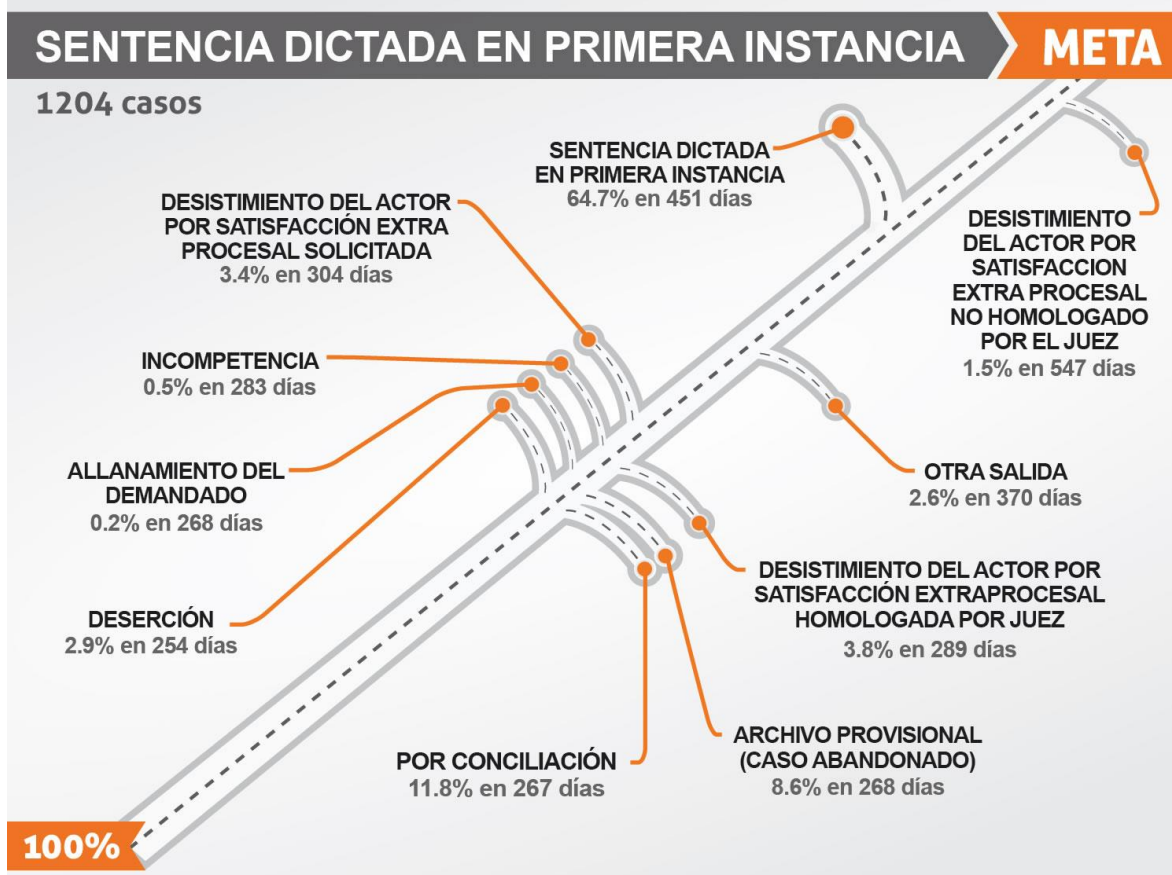 SENTENCIA DICTADA EN PRIMERA INSTANCIA
META
1204 casos
SENTENCIA DICTADA
EN PRIMERA INSTANCIA
64.7% en 451 días
DESISTIMIENTO DEL ACTOR
POR SATISFACCIÓN EXTRA
PROCESAL SOLICITADA
3.4% en 304 días
DESISTIMIENTO
DEL ACTOR POR
SATISFACCION
EXTRA PROCESAL
NO HOMOLOGADO
POR EL JUEZ
1.5% en 547 días
INCOMPETENCIA
0.5% en 283 días
ALLANAMIENTO DEL
DEMANDADO
0.2% en 268 días
OTRA SALIDA
2.6% en 370 días
DESISTIMIENTO DEL ACTOR POR
SATISFACCIÓN EXTRAPROCESAL
HOMOLOGADA POR JUEZ
3.8% en 289 días
DESERCIÓN
2.9% en 254 días
POR CONCILIACIÓN
11.8% en 267 días
ARCHIVO PROVISIONAL
(CASO ABANDONADO)
8.6% en 268 días
100%